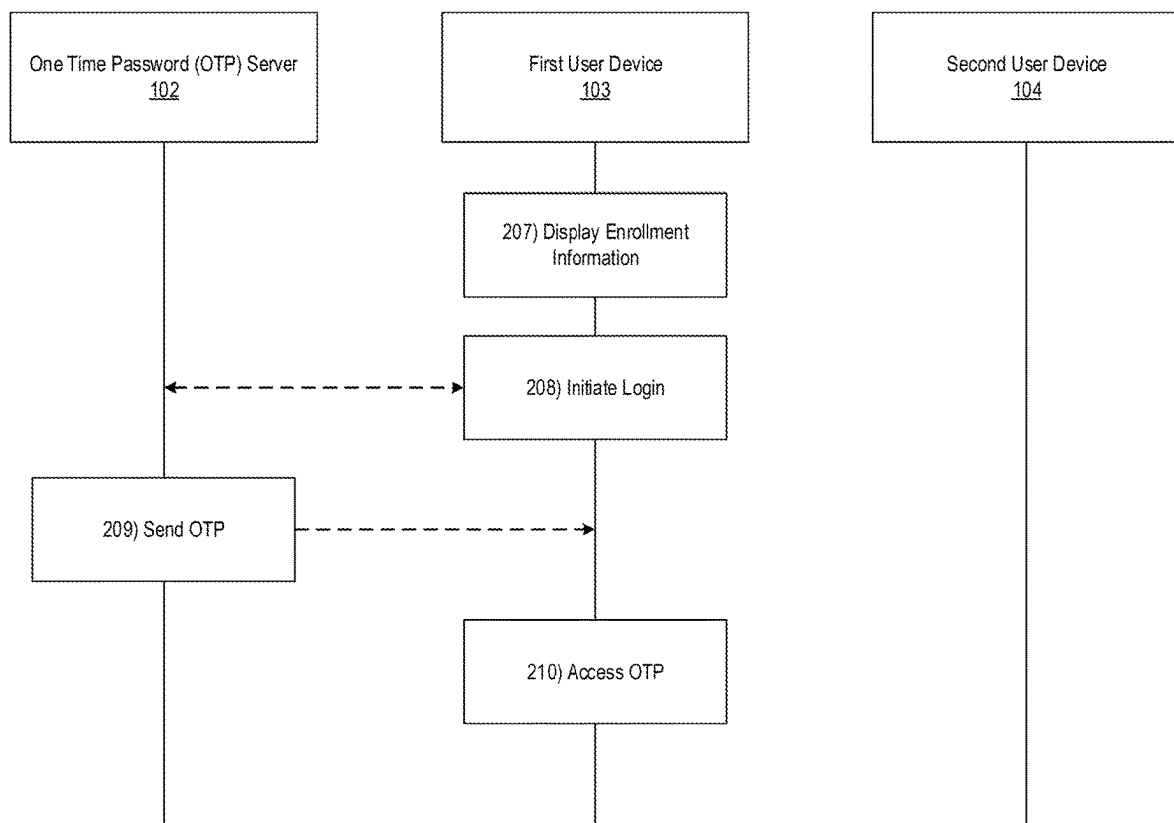 One Time Password (OTP) Server
102
First User Device
103
Second User Device
104
207) Display Enrollment
Information
208) Initiate Login
209) Send OTP
210) Access OTP